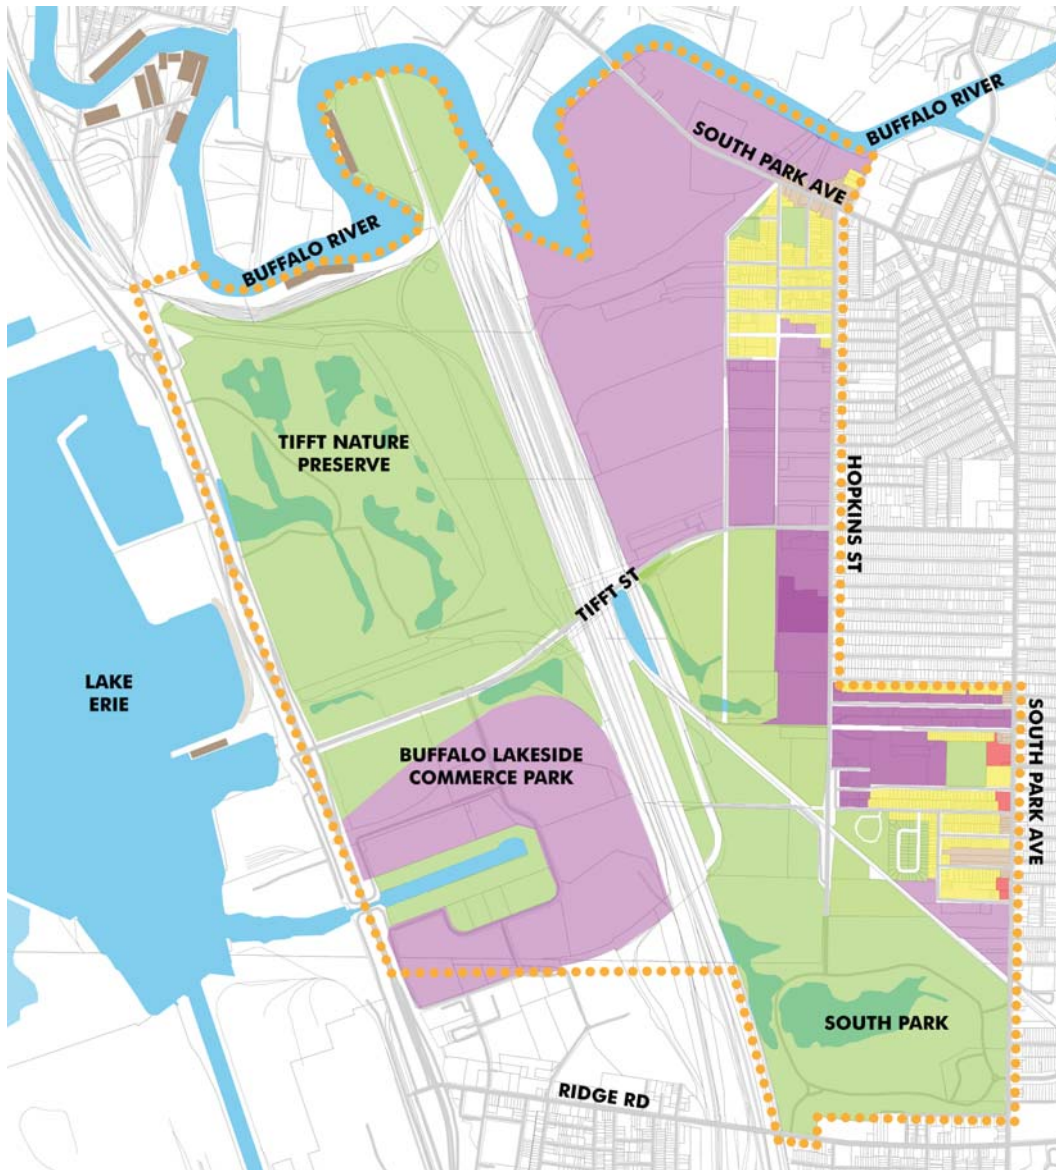 BUFFALO RIVER
SOUTH PARK AVE
BUFFALO RIVER
TIFFT NATURE
PRESERVE
HOPKINS ST
TIFFT ST
LAKE
ERIE
BUFFALO LAKESIDE
COMMERCE PARK
SOUTH PARK AVE
SOUTH PARK
RIDGE RD